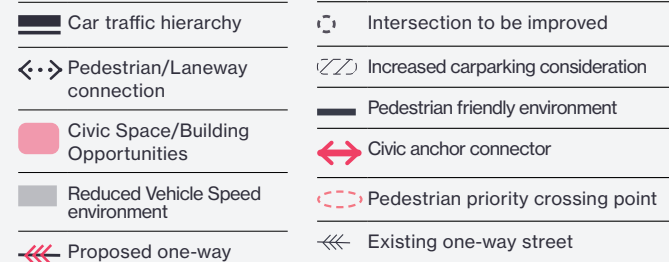 Car traffic hierarchy
Pedestrian/Laneway
connection
Civic Space/Building
Opportunities
Reduced Vehicle Speed
environment
Proposed one-way
Intersection to be improved
Increased carparking consideration
Pedestrian friendly environment
Civic anchor connector
Pedestrian priority crossing point
Existing one-way street